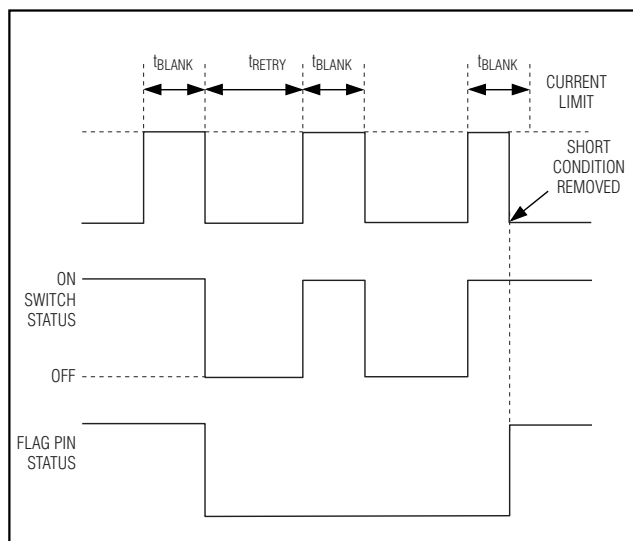 tBLANK
tRETRY
tBLANK
tBLANK
CURRENT
LIMIT
SHORT
CONDITION
REMOVED
ON
SWITCH
STATUS
OFF
FLAG PIN
STATUS